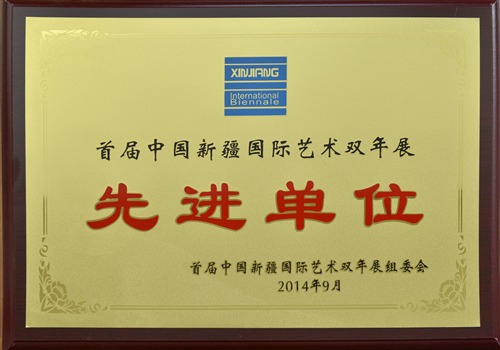 XINJIANG
International
Biennale
首届中国新疆国际艺术双年展
先进单位
首届中国新疆国际艺术双年展组委会
2014年9月